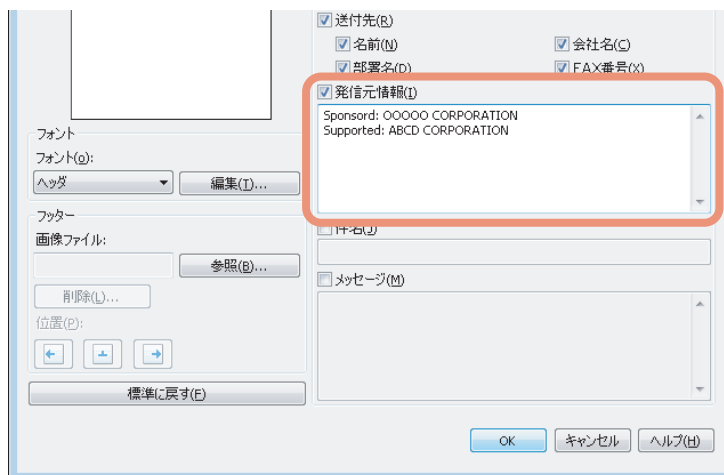 送付先(R)
名前(N)
会社名(C)
部署名(D)
FAX番号(X)
発信元情報(I)
Sponsord: OOOOO CORPORATION
Supported: ABCD CORPORATION
フォント
フォント(o):
ヘッダ
編集(T)...
フッター
画像ファイル:
参照(B)...
削除(L)...
位置(P):
標準に戻す(F)
件名(J)
メッセージ(M)
OK
キャンセル
ヘルプ(H)